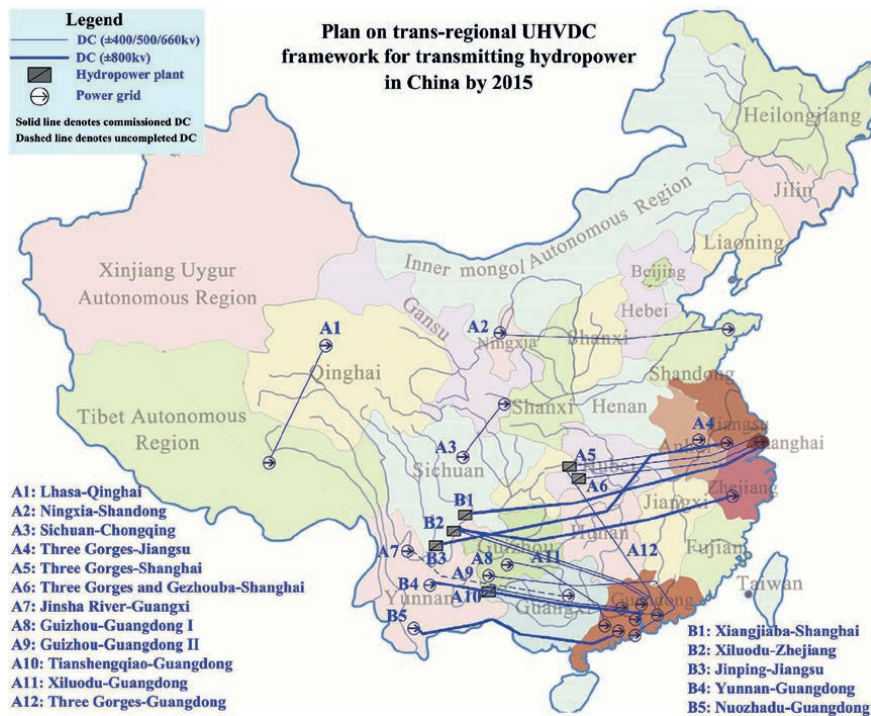 Legend
DC (±400/500/660kv)
DC (±800kv)
Hydropower plant
Power grid
Solid line denotes commissioned DC
Dashed line denotes uncompleted DC
Plan on trans-regional UHVDC
framework for transmitting hydropower
in China by 2015
Heilongjiang
Jilin
Liaoning
Inner mongol Autonomous Region
Beijing
Hebei
Xinjiang Uygur
Autonomous Region
Gansu
A2
Ningxia
Shanxi
A1
Qinghai
Shandong
Tibet Autonomous
Region
Shanxi
Henan
Jiangsu
A4
Anhui
Shanghai
A3
Sichuan
A5
Hubei
A6
Zhejiang
Jiangxi
B1
B2
Hunan
B3
Guizhou
A7
A8
A11
A12
Fujian
A9
B4
Yunnan
A10
Guangxi
Guangdong
Taiwan
B5
A1: Lhasa-Qinghai
A2: Ningxia-Shandong
A3: Sichuan-Chongqing
A4: Three Gorges-Jiangsu
A5: Three Gorges-Shanghai
A6: Three Gorges and Gezhouba-Shanghai
A7: Jinsha River-Guangxi
A8: Guizhou-Guangdong I
A9: Guizhou-Guangdong II
A10: Tianshengqiao-Guangdong
A11: Xiluodu-Guangdong
A12: Three Gorges-Guangdong
B1: Xiangjiaba-Shanghai
B2: Xiluodu-Zhejiang
B3: Jinping-Jiangsu
B4: Yunnan-Guangdong
B5: Nuozhadu-Guangdong